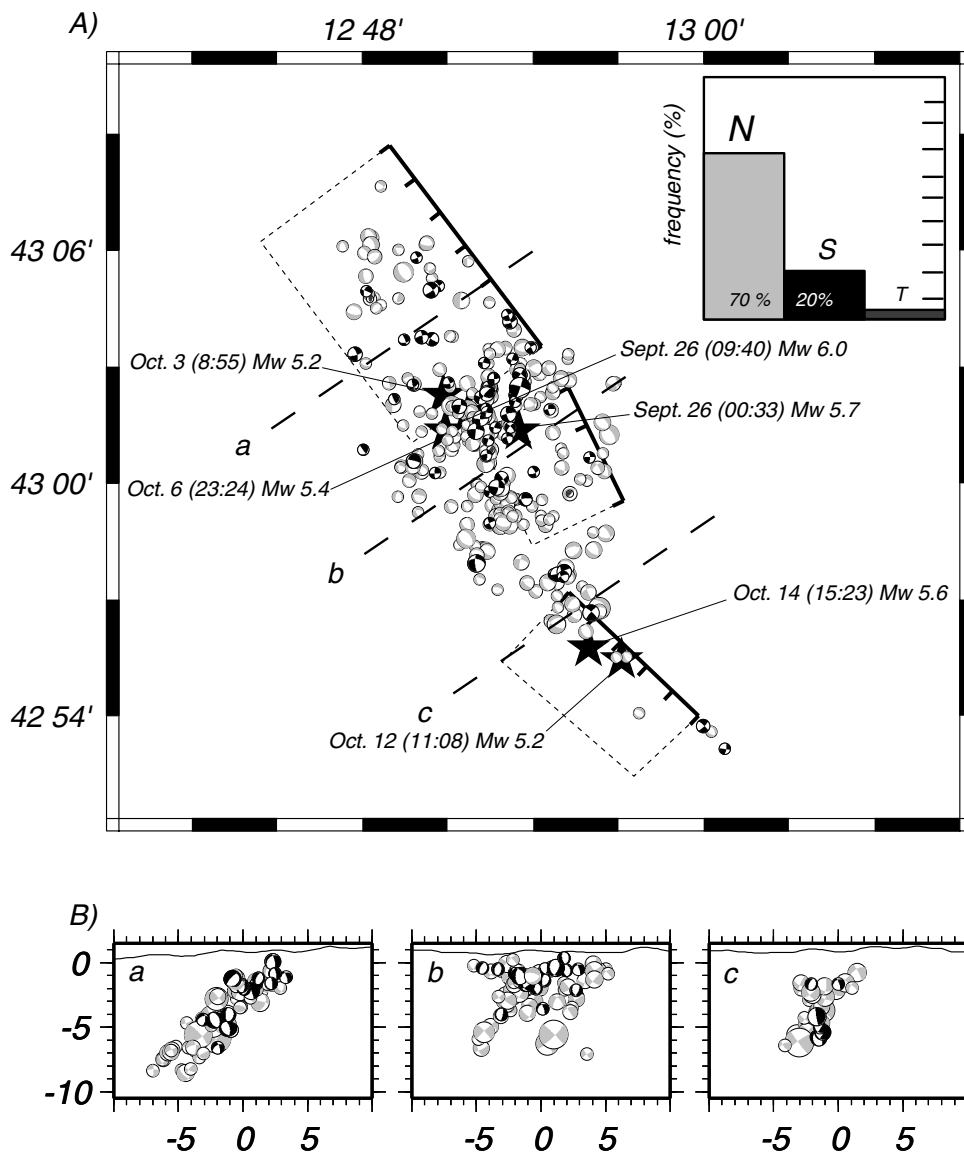 A)
12 48'
13 00'
frequency (%)
N
S
T
70 %
20%
43 06'
Oct. 3 (8:55) Mw 5.2
Sept. 26 (09:40) Mw 6.0
Sept. 26 (00:33) Mw 5.7
a
43 00'
Oct. 6 (23:24) Mw 5.4
b
Oct. 14 (15:23) Mw 5.6
c
42 54'
Oct. 12 (11:08) Mw 5.2
B)
0
-5
-10
a
b
c
-5 0 5
-5 0 5
-5 0 5